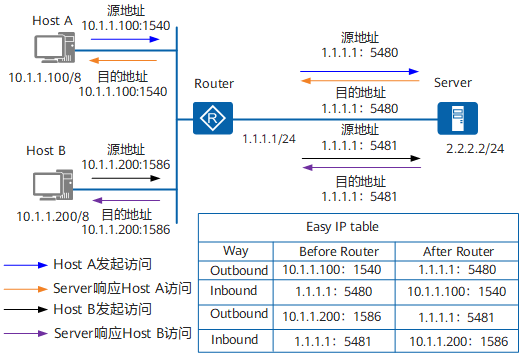 Host A
源地址
10.1.1.100:1540
10.1.1.100/8
目的地址
10.1.1.100:1540
Router
R
1.1.1.1/24
源地址
1.1.1.1：5480
目的地址
1.1.1.1：5480
源地址
1.1.1.1：5481
目的地址
1.1.1.1：5481
Server
2.2.2.2/24
Host B
源地址
10.1.1.200:1586
10.1.1.200/8
目的地址
10.1.1.200:1586
Host A发起访问
Server响应Host A访问
Host B发起访问
Server响应Host B访问
Easy IP table
Way Before Router After Router
Outbound 10.1.1.100：1540 1.1.1.1：5480
Inbound 1.1.1.1：5480 10.1.1.100：1540
Outbound 10.1.1.200：1586 1.1.1.1：5481
Inbound 1.1.1.1：5481 10.1.1.200：1586